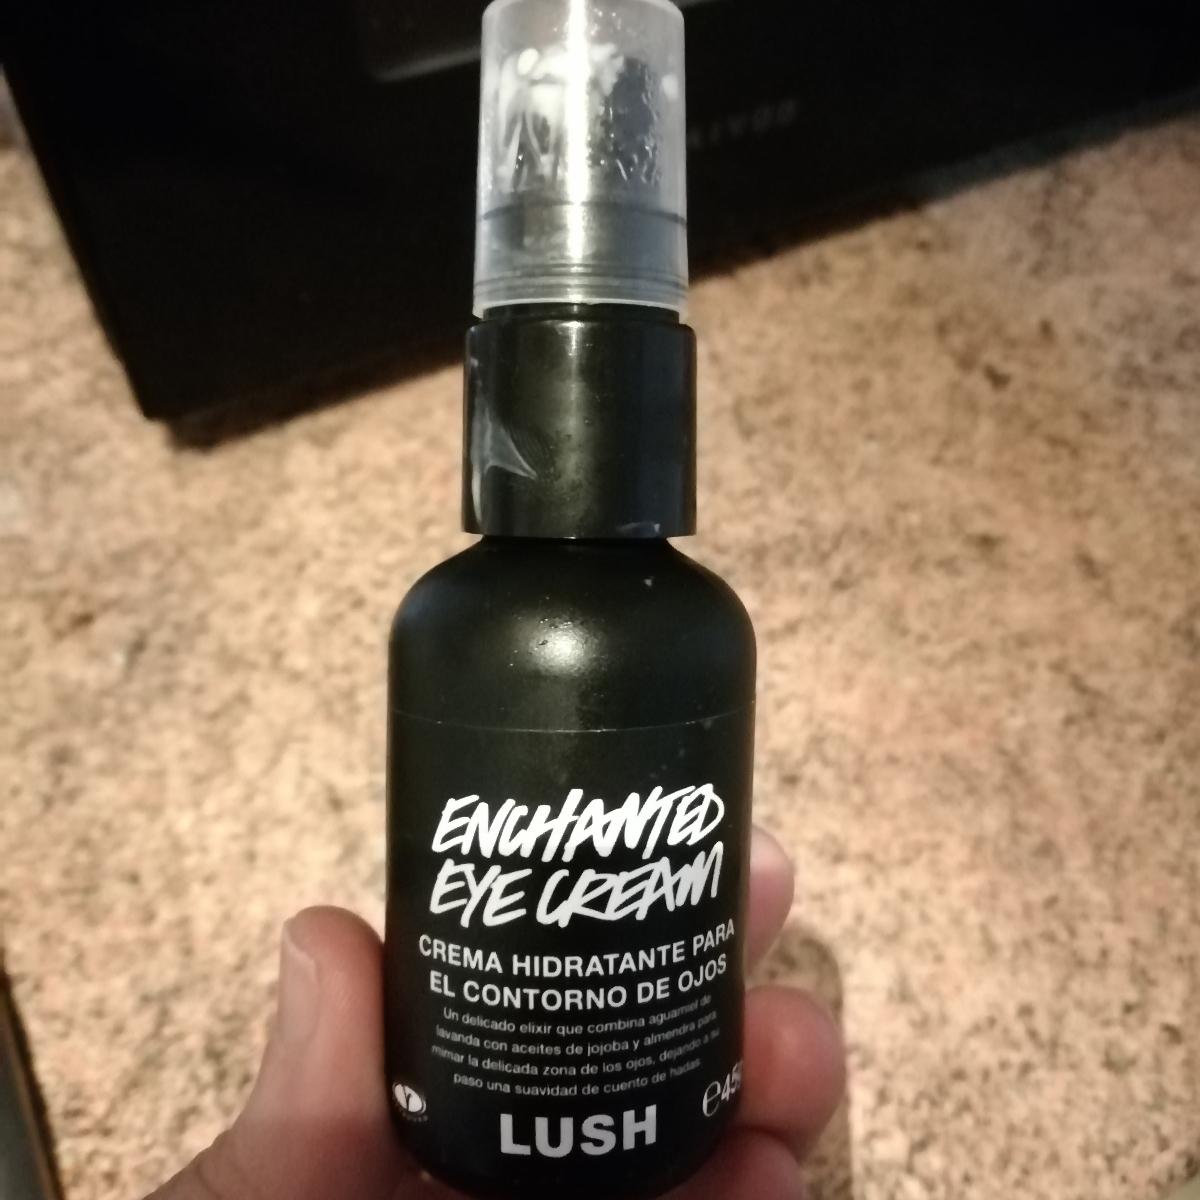 ENCHANTED
EYE CREAM
CREMA HIDRATANTE PARA
EL CONTORNO DE OJOS
Un delicado elixir que combina aguamiel de
lavanda con aceites de jojoba y almendra para
mimar la delicada zona de los ojos, dejando a su
paso una suavidad de cuento de hadas.
LUSH
℮45g